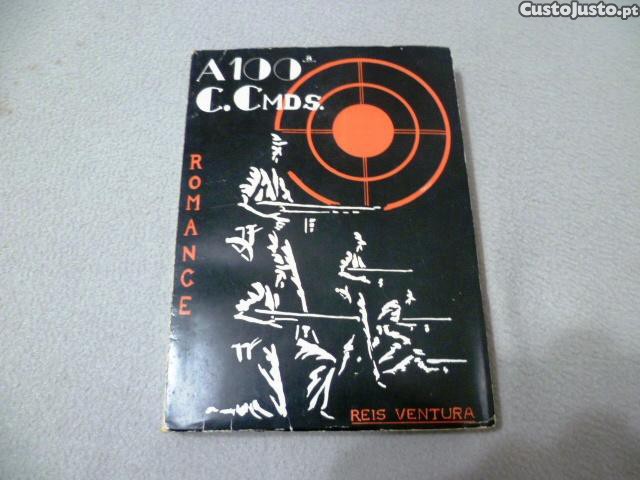 CustoJusto.pt
A 100ª
C. CMDS.
ROMANCE
REIS VENTURA